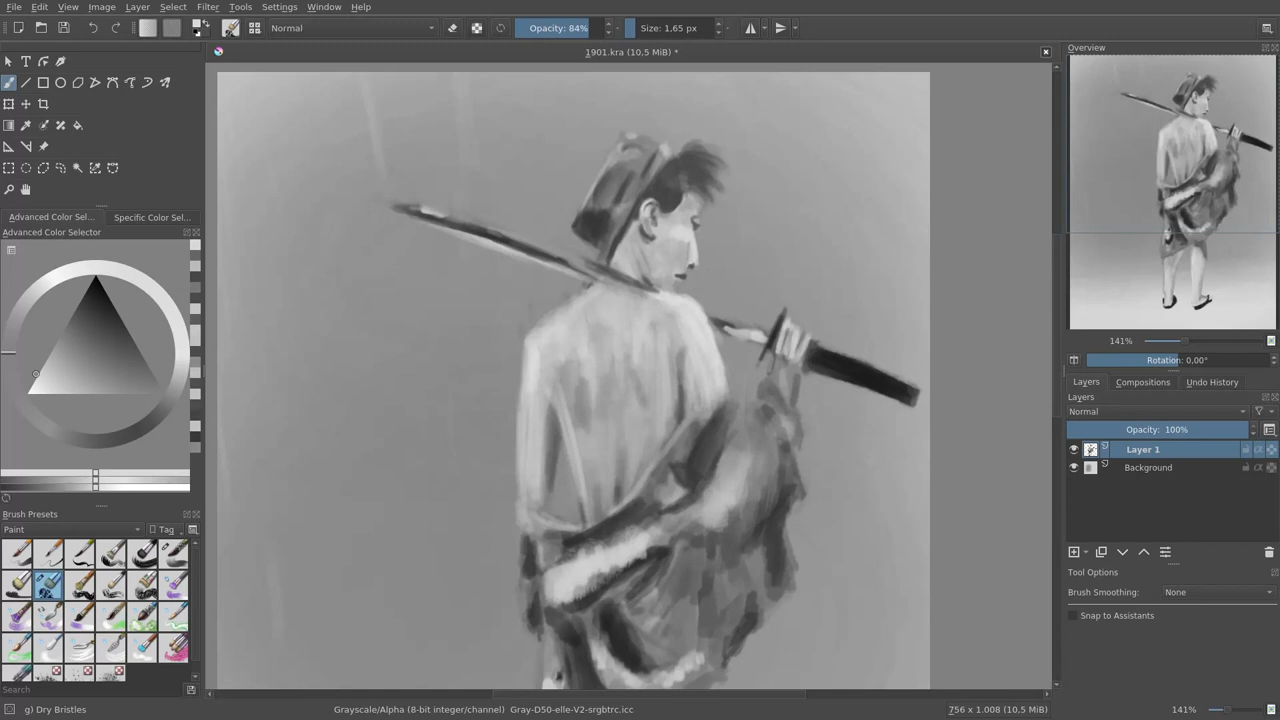 File Edit View Image Layer Select Filter Tools Settings Window Help
Normal Opacity: 84% Size: 1,65 px
1901.kra (10,5 MiB) *
Overview
141%
Rotation: 0,00°
Advanced Color Sel... Specific Color Sel...
Advanced Color Selector
Layers Compositions Undo History
Layers
Normal
Opacity: 100%
Layer 1
Background
Brush Presets
Paint Tag
Tool Options
Brush Smoothing: None
Snap to Assistants
Search
g) Dry Bristles Grayscale/Alpha (8-bit integer/channel) Gray-D50-elle-V2-srgbtrc.icc 756 x 1.008 (10,5 MiB) 141%